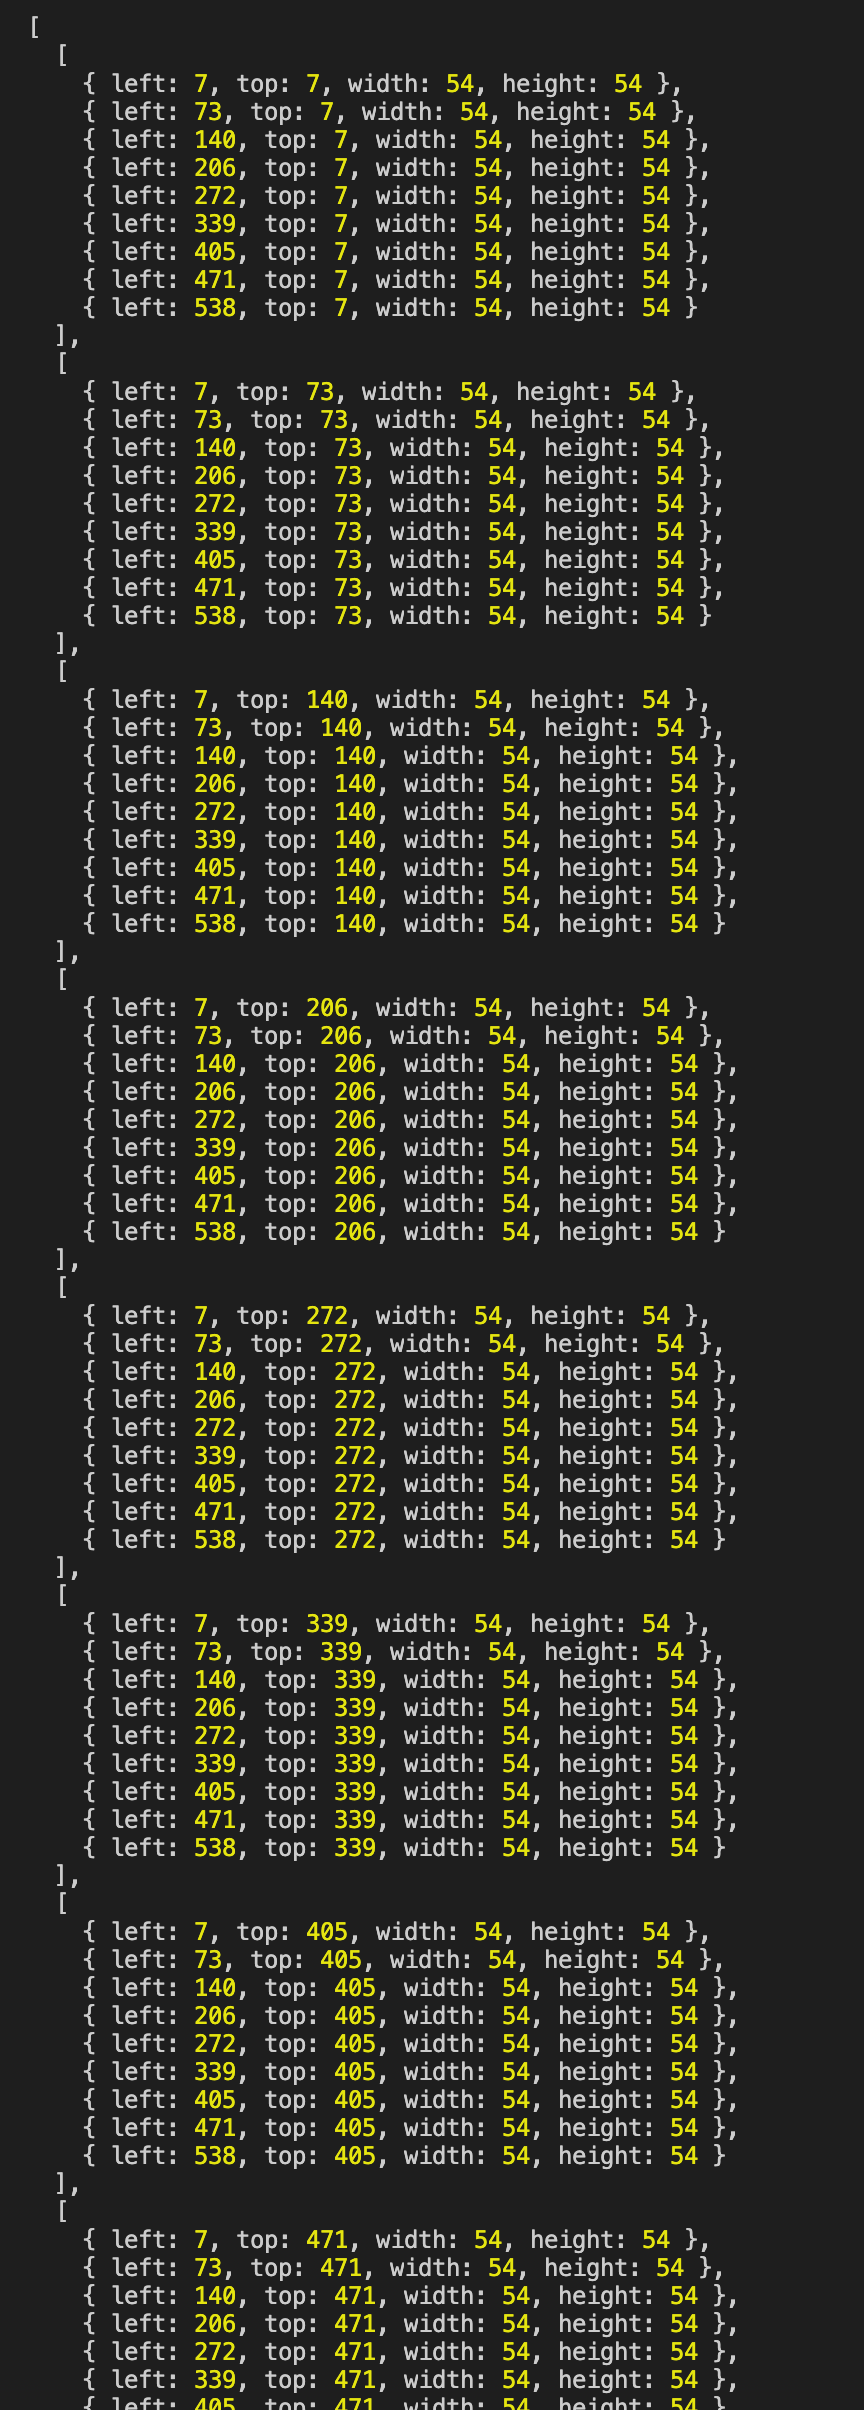 [
  [
    { left: 7, top: 7, width: 54, height: 54 },
    { left: 73, top: 7, width: 54, height: 54 },
    { left: 140, top: 7, width: 54, height: 54 },
    { left: 206, top: 7, width: 54, height: 54 },
    { left: 272, top: 7, width: 54, height: 54 },
    { left: 339, top: 7, width: 54, height: 54 },
    { left: 405, top: 7, width: 54, height: 54 },
    { left: 471, top: 7, width: 54, height: 54 },
    { left: 538, top: 7, width: 54, height: 54 }
  ],
  [
    { left: 7, top: 73, width: 54, height: 54 },
    { left: 73, top: 73, width: 54, height: 54 },
    { left: 140, top: 73, width: 54, height: 54 },
    { left: 206, top: 73, width: 54, height: 54 },
    { left: 272, top: 73, width: 54, height: 54 },
    { left: 339, top: 73, width: 54, height: 54 },
    { left: 405, top: 73, width: 54, height: 54 },
    { left: 471, top: 73, width: 54, height: 54 },
    { left: 538, top: 73, width: 54, height: 54 }
  ],
  [
    { left: 7, top: 140, width: 54, height: 54 },
    { left: 73, top: 140, width: 54, height: 54 },
    { left: 140, top: 140, width: 54, height: 54 },
    { left: 206, top: 140, width: 54, height: 54 },
    { left: 272, top: 140, width: 54, height: 54 },
    { left: 339, top: 140, width: 54, height: 54 },
    { left: 405, top: 140, width: 54, height: 54 },
    { left: 471, top: 140, width: 54, height: 54 },
    { left: 538, top: 140, width: 54, height: 54 }
  ],
  [
    { left: 7, top: 206, width: 54, height: 54 },
    { left: 73, top: 206, width: 54, height: 54 },
    { left: 140, top: 206, width: 54, height: 54 },
    { left: 206, top: 206, width: 54, height: 54 },
    { left: 272, top: 206, width: 54, height: 54 },
    { left: 339, top: 206, width: 54, height: 54 },
    { left: 405, top: 206, width: 54, height: 54 },
    { left: 471, top: 206, width: 54, height: 54 },
    { left: 538, top: 206, width: 54, height: 54 }
  ],
  [
    { left: 7, top: 272, width: 54, height: 54 },
    { left: 73, top: 272, width: 54, height: 54 },
    { left: 140, top: 272, width: 54, height: 54 },
    { left: 206, top: 272, width: 54, height: 54 },
    { left: 272, top: 272, width: 54, height: 54 },
    { left: 339, top: 272, width: 54, height: 54 },
    { left: 405, top: 272, width: 54, height: 54 },
    { left: 471, top: 272, width: 54, height: 54 },
    { left: 538, top: 272, width: 54, height: 54 }
  ],
  [
    { left: 7, top: 339, width: 54, height: 54 },
    { left: 73, top: 339, width: 54, height: 54 },
    { left: 140, top: 339, width: 54, height: 54 },
    { left: 206, top: 339, width: 54, height: 54 },
    { left: 272, top: 339, width: 54, height: 54 },
    { left: 339, top: 339, width: 54, height: 54 },
    { left: 405, top: 339, width: 54, height: 54 },
    { left: 471, top: 339, width: 54, height: 54 },
    { left: 538, top: 339, width: 54, height: 54 }
  ],
  [
    { left: 7, top: 405, width: 54, height: 54 },
    { left: 73, top: 405, width: 54, height: 54 },
    { left: 140, top: 405, width: 54, height: 54 },
    { left: 206, top: 405, width: 54, height: 54 },
    { left: 272, top: 405, width: 54, height: 54 },
    { left: 339, top: 405, width: 54, height: 54 },
    { left: 405, top: 405, width: 54, height: 54 },
    { left: 471, top: 405, width: 54, height: 54 },
    { left: 538, top: 405, width: 54, height: 54 }
  ],
  [
    { left: 7, top: 471, width: 54, height: 54 },
    { left: 73, top: 471, width: 54, height: 54 },
    { left: 140, top: 471, width: 54, height: 54 },
    { left: 206, top: 471, width: 54, height: 54 },
    { left: 272, top: 471, width: 54, height: 54 },
    { left: 339, top: 471, width: 54, height: 54 },
    { left: 405, top: 471, width: 54, height: 54 },